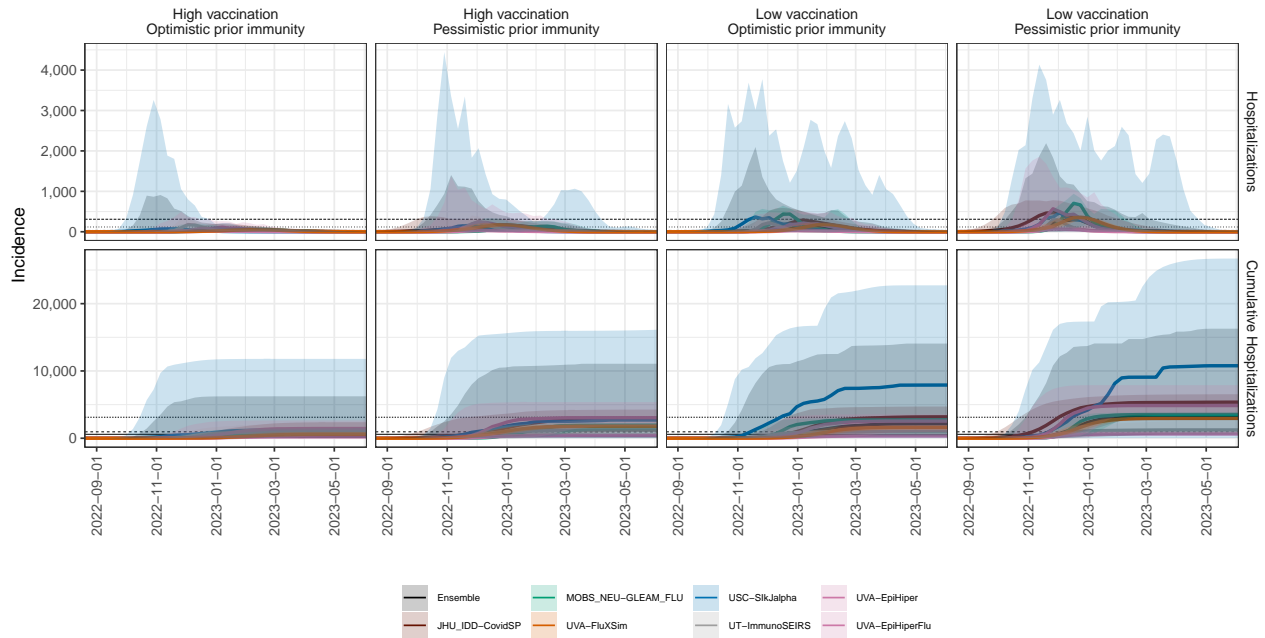 High vaccination
Optimistic prior immunity
High vaccination
Pessimistic prior immunity
Low vaccination
Optimistic prior immunity
Low vaccination
Pessimistic prior immunity
4,000
3,000
2,000
1,000
0
Hospitalizations
Incidence
20,000
10,000
0
Cumulative Hospitalizations
2022−09−01
2022−11−01
2023−01−01
2023−03−01
2023−05−01
2022−09−01
2022−11−01
2023−01−01
2023−03−01
2023−05−01
2022−09−01
2022−11−01
2023−01−01
2023−03−01
2023−05−01
2022−09−01
2022−11−01
2023−01−01
2023−03−01
2023−05−01
Ensemble
MOBS_NEU−GLEAM_FLU
USC−SIkJalpha
UVA−EpiHiper
JHU_IDD−CovidSP
UVA−FluXSim
UT−ImmunoSEIRS
UVA−EpiHiperFlu